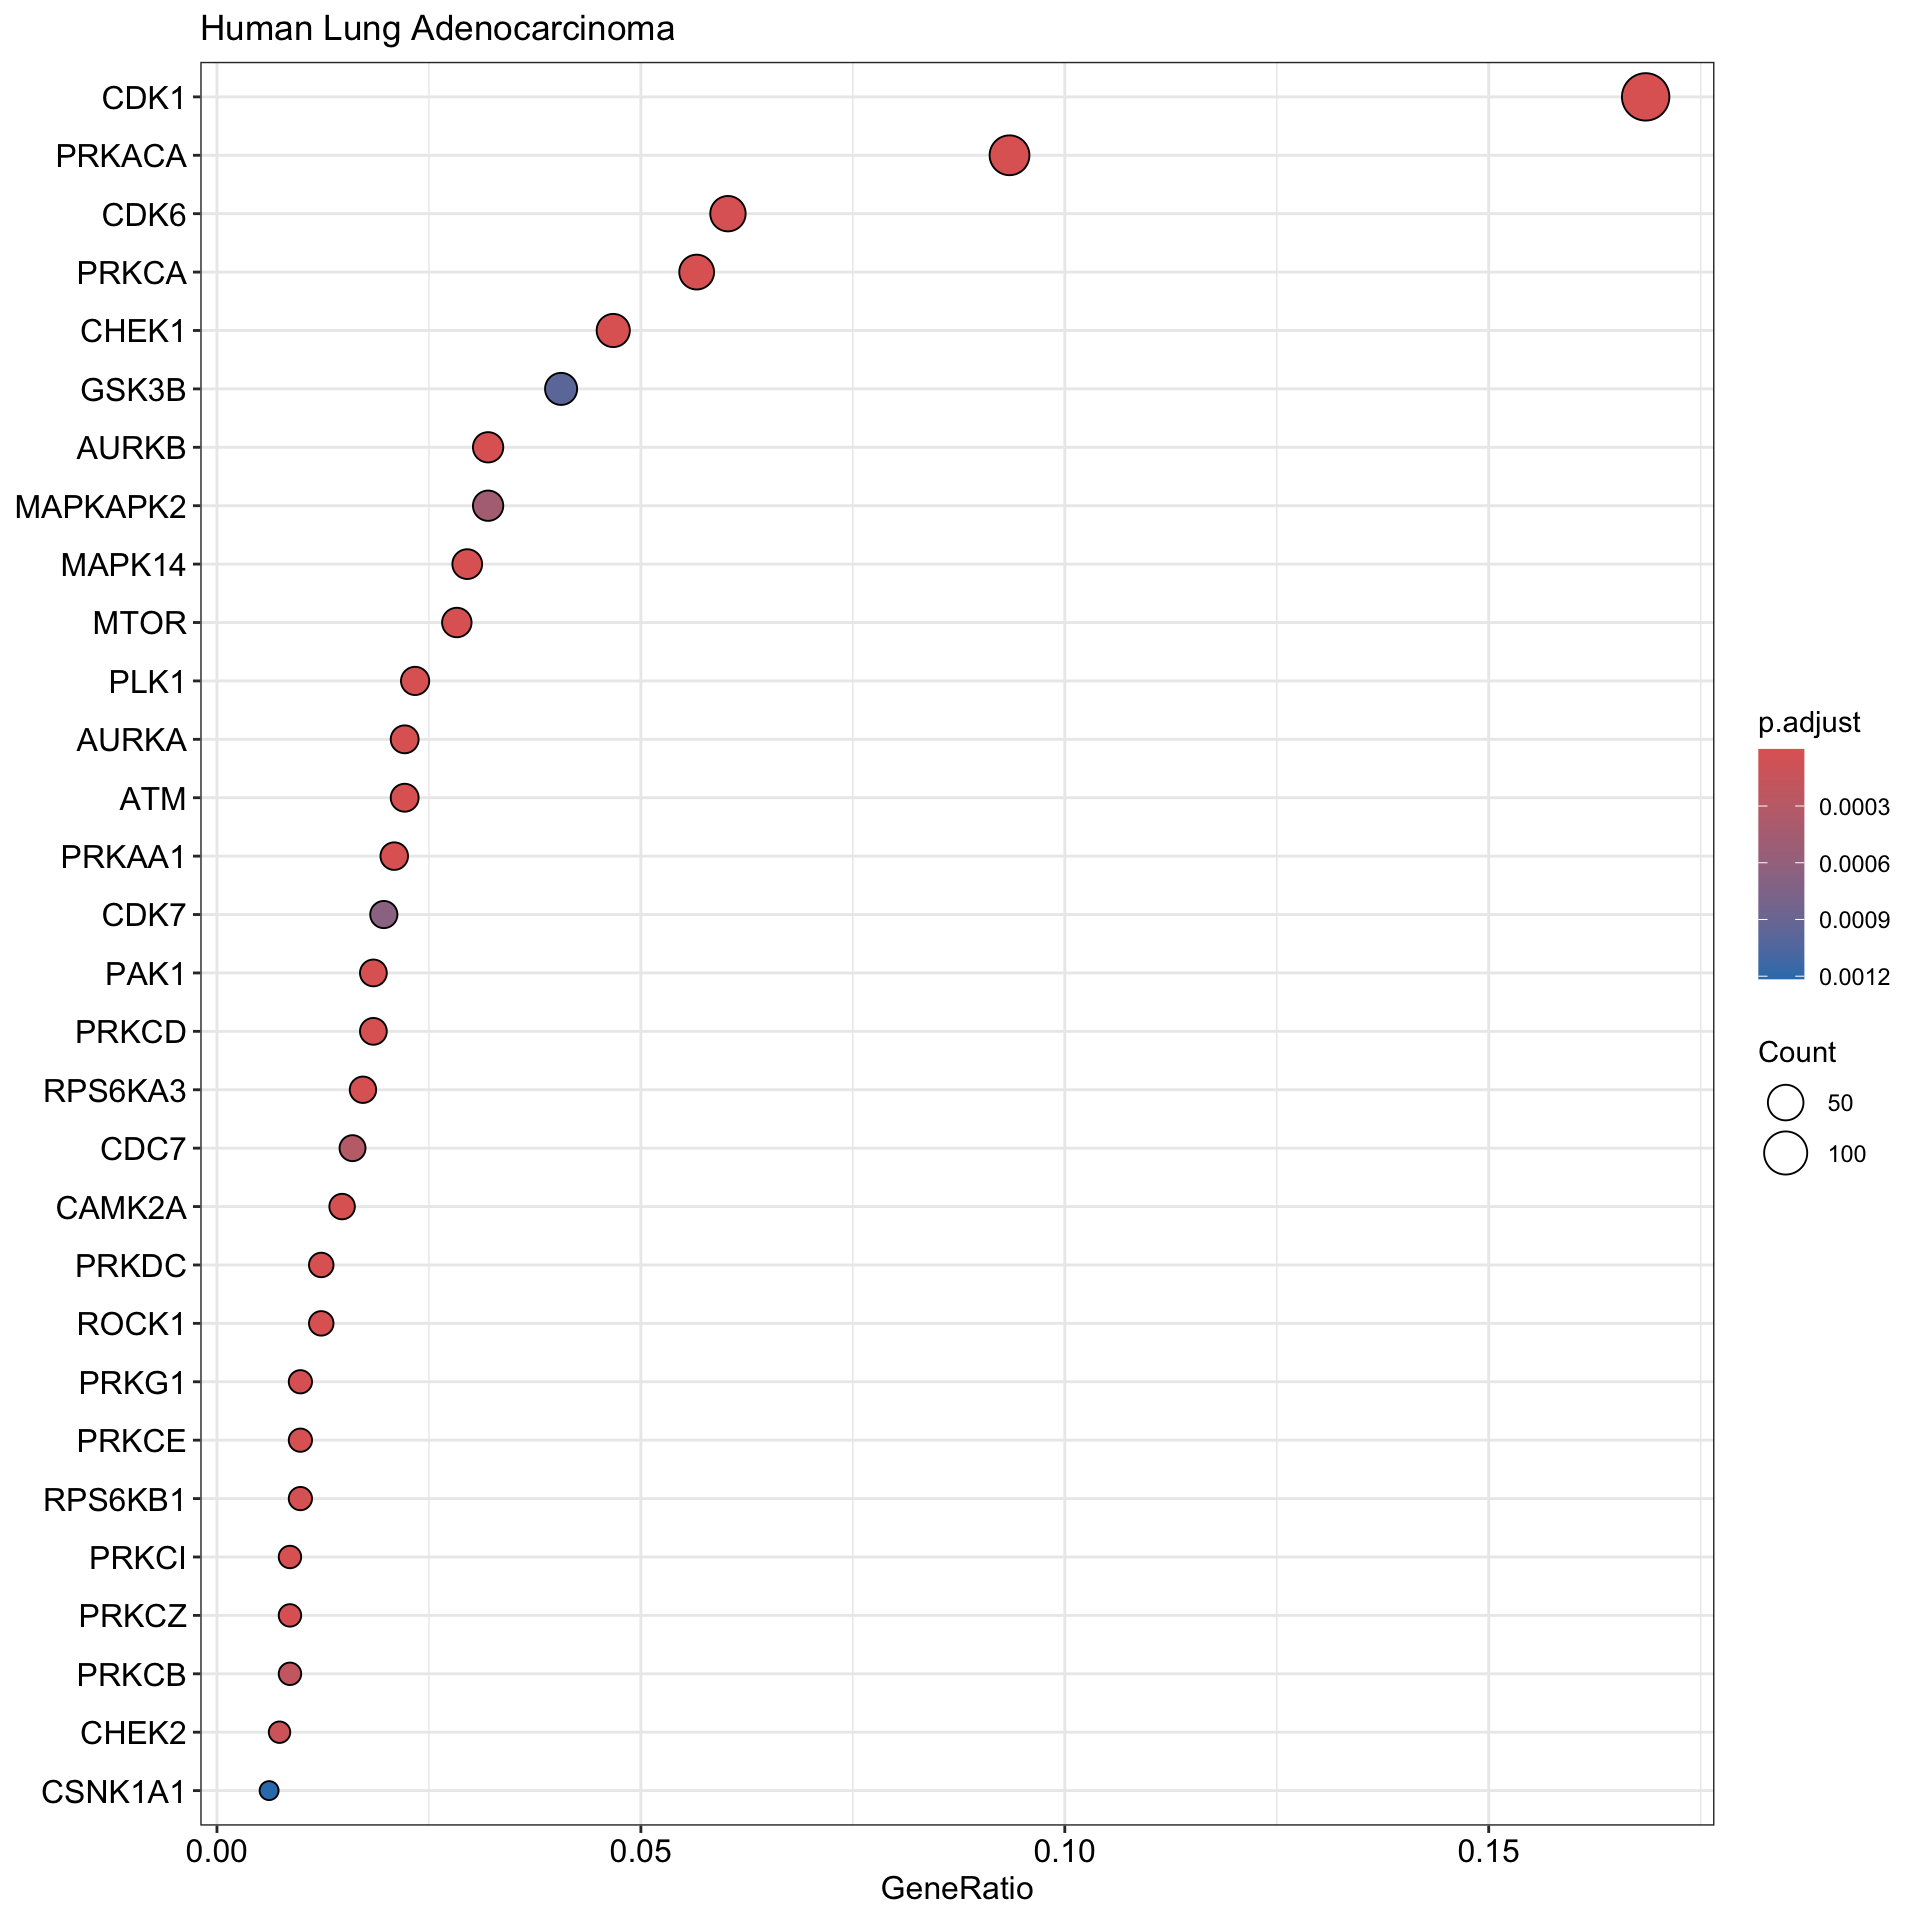 Human Lung Adenocarcinoma
CDK1
PRKACA
CDK6
PRKCA
CHEK1
GSK3B
AURKB
MAPKAPK2
MAPK14
MTOR
PLK1
AURKA
ATM
PRKAA1
CDK7
PAK1
PRKCD
RPS6KA3
CDC7
CAMK2A
PRKDC
ROCK1
PRKG1
PRKCE
RPS6KB1
PRKCI
PRKCZ
PRKCB
CHEK2
CSNK1A1
0.00 0.05 0.10 0.15
GeneRatio
p.adjust
0.0003
0.0006
0.0009
0.0012
Count
50
100